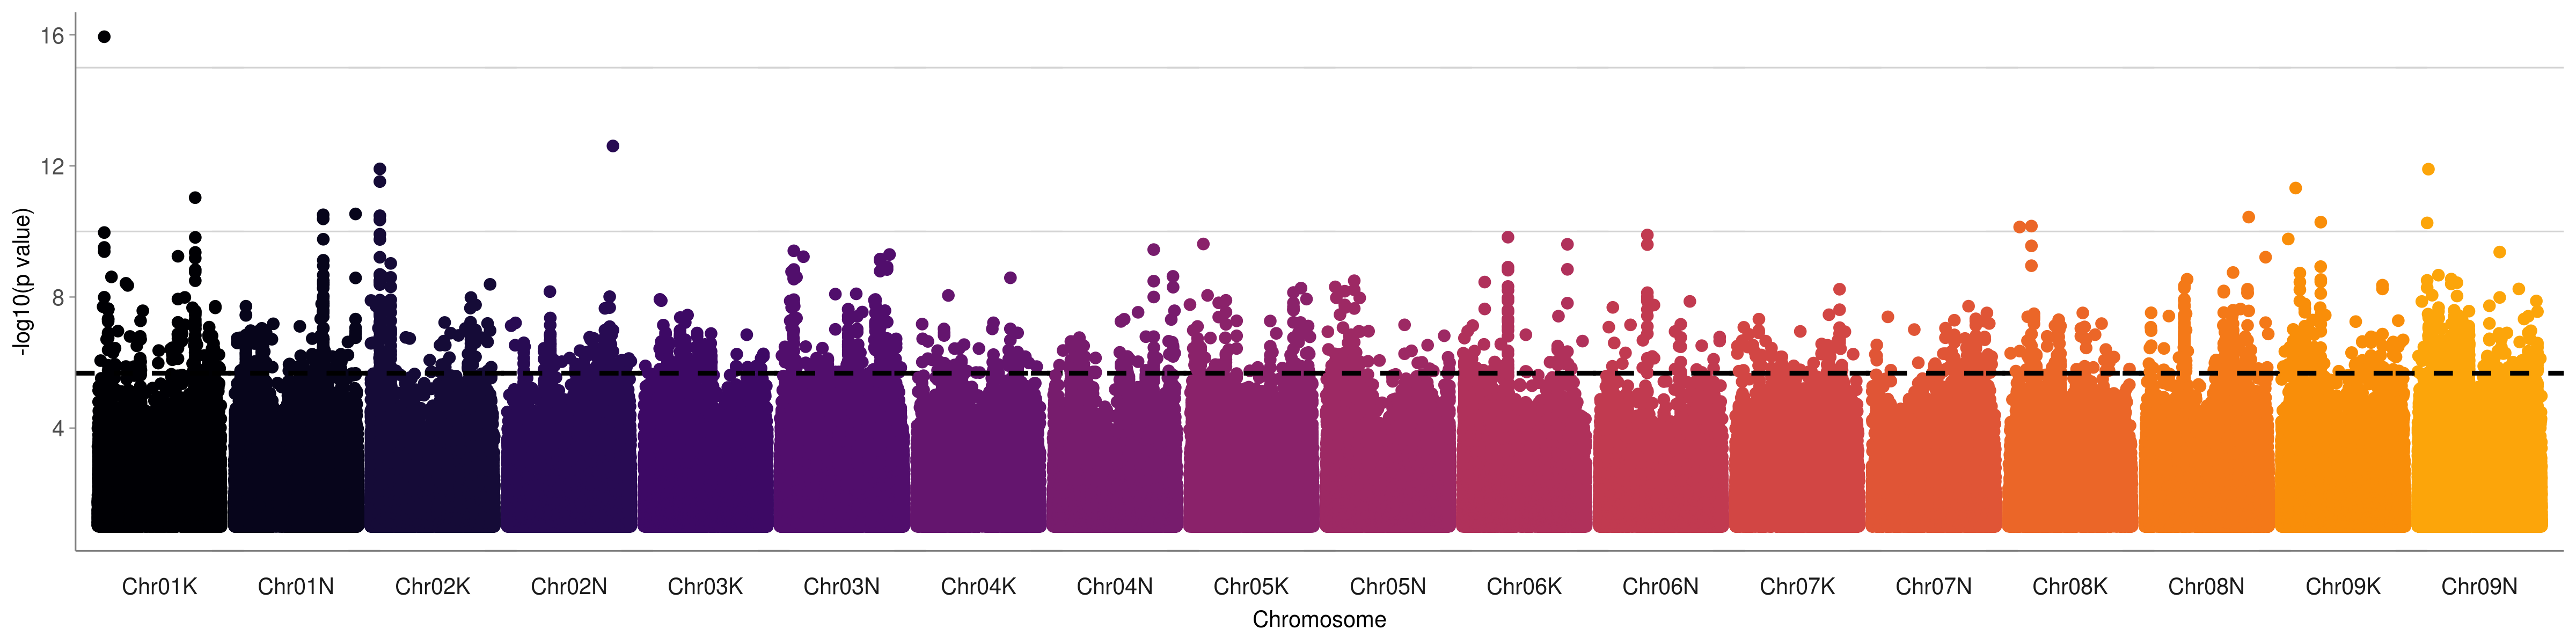 16
12
8
4
-log10(p value)
Chr01K Chr01N Chr02K Chr02N Chr03K Chr03N Chr04K Chr04N Chr05K Chr05N Chr06K Chr06N Chr07K Chr07N Chr08K Chr08N Chr09K Chr09N
Chromosome